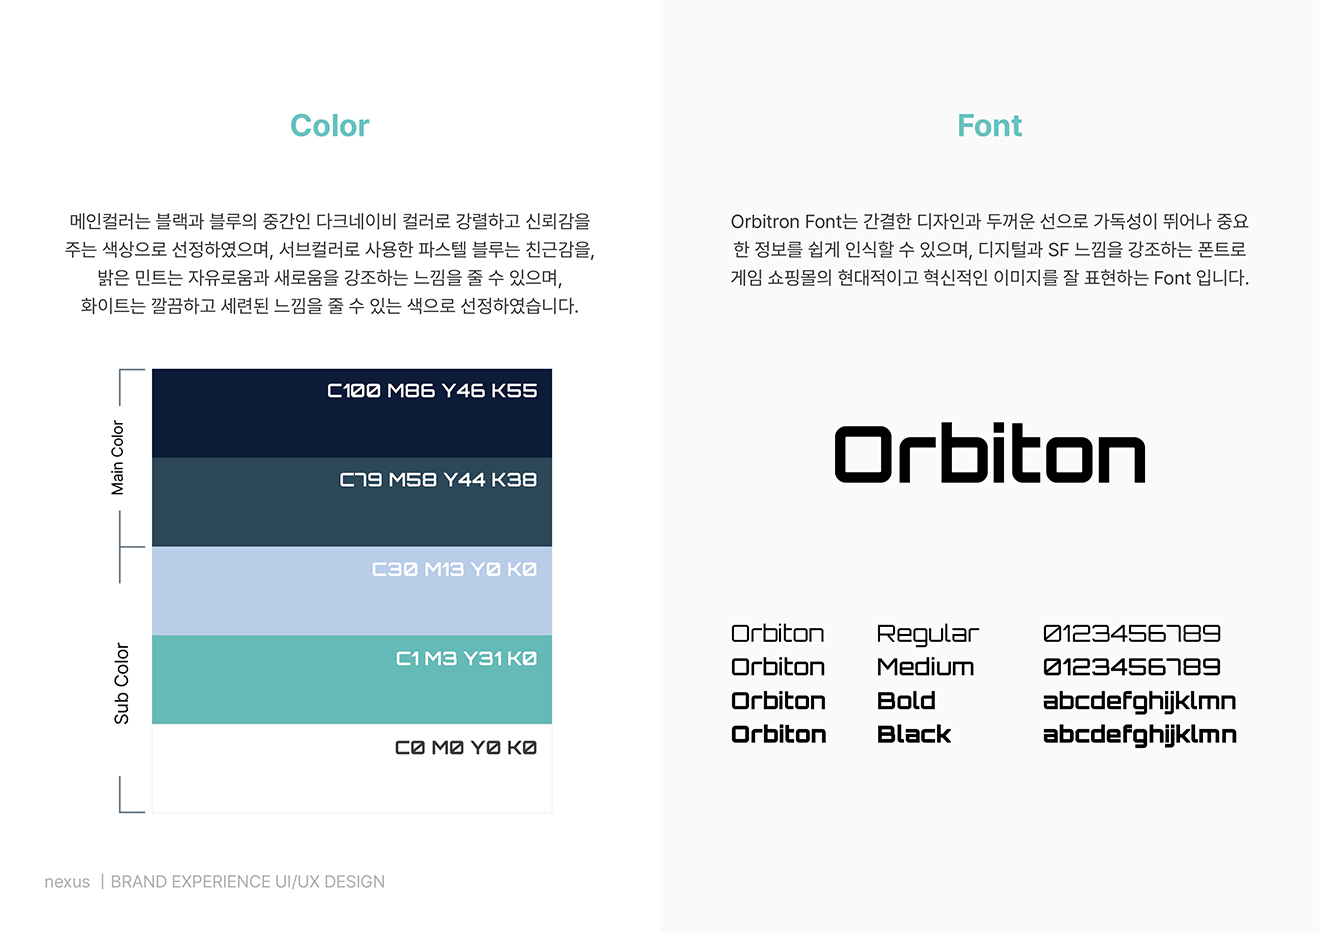 Color
메인컬러는 블랙과 블루의 중간인 다크네이비 컬러로 강렬하고 신뢰감을
주는 색상으로 선정하였으며, 서브컬러로 사용한 파스텔 블루는 친근감을,
밝은 민트는 자유로움과 새로움을 강조하는 느낌을 줄 수 있으며,
화이트는 깔끔하고 세련된 느낌을 줄 수 있는 색으로 선정하였습니다.
Main Color
C100 M86 Y46 K55
C79 M58 Y44 K38
Sub Color
C30 M13 Y0 K0
C1 M3 Y31 K0
C0 M0 Y0 K0
nexus | BRAND EXPERIENCE UI/UX DESIGN
Font
Orbitron Font는 간결한 디자인과 두꺼운 선으로 가독성이 뛰어나 중요
한 정보를 쉽게 인식할 수 있으며, 디지털과 SF 느낌을 강조하는 폰트로
게임 쇼핑몰의 현대적이고 혁신적인 이미지를 잘 표현하는 Font 입니다.
Orbiton
Orbiton Regular 0123456789
Orbiton Medium 0123456789
Orbiton Bold abcdefghijklmn
Orbiton Black abcdefghijklmn